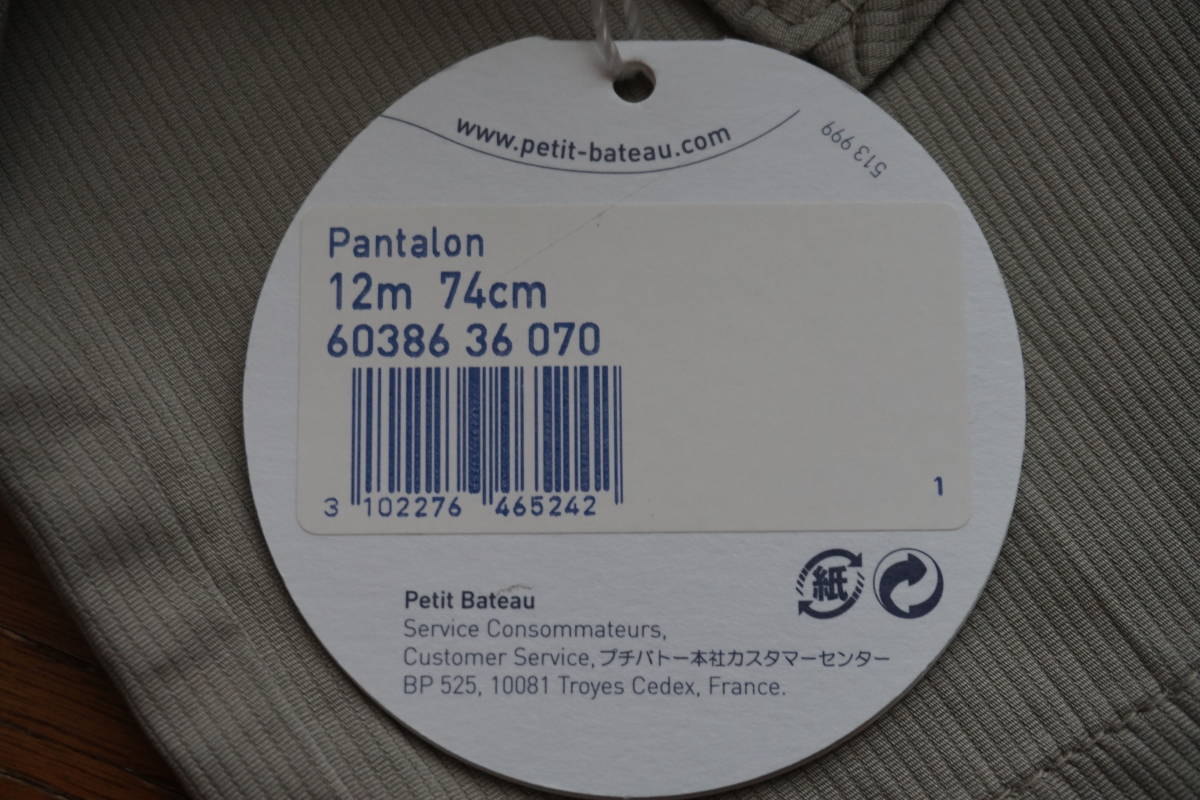 www.petit-bateau.com
513 999
Pantalon
12m 74cm
60386 36 070
3 102276 465242
1
紙
Petit Bateau
Service Consommateurs,
Customer Service, プチバトー本社カスタマーセンター
BP 525, 10081 Troyes Cedex, France.